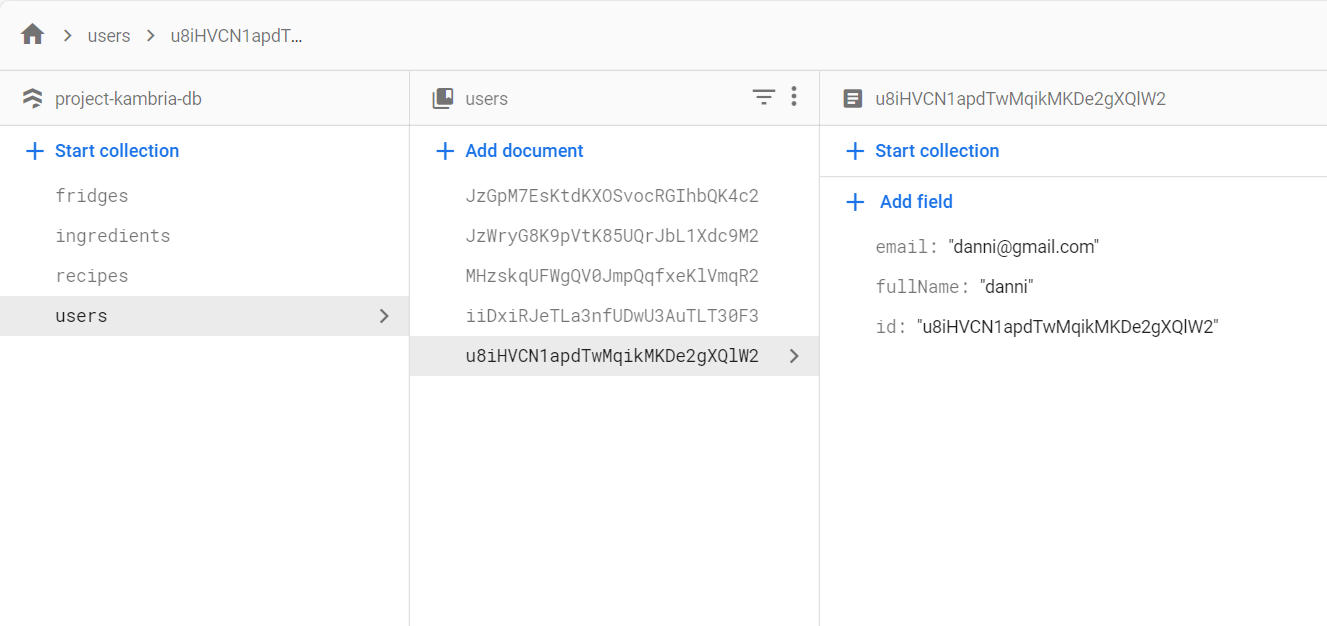 users
u8iHVCN1apdT...
project-kambria-db
Start collection
fridges
ingredients
recipes
users
users
Add document
JzGpM7EsKtdKXOSvocRGIhbQK4c2
JzWryG8K9pVtK85UQrJbL1Xdc9M2
MHzskqUFWgQV0JmpQqfxeKlVmqR2
iiDxiRJeTLa3nfUDwU3AuTLT30F3
u8iHVCN1apdTwMqikMKDe2gXQlW2
u8iHVCN1apdTwMqikMKDe2gXQlW2
Start collection
Add field
email: "danni@gmail.com"
fullName: "danni"
id: "u8iHVCN1apdTwMqikMKDe2gXQlW2"